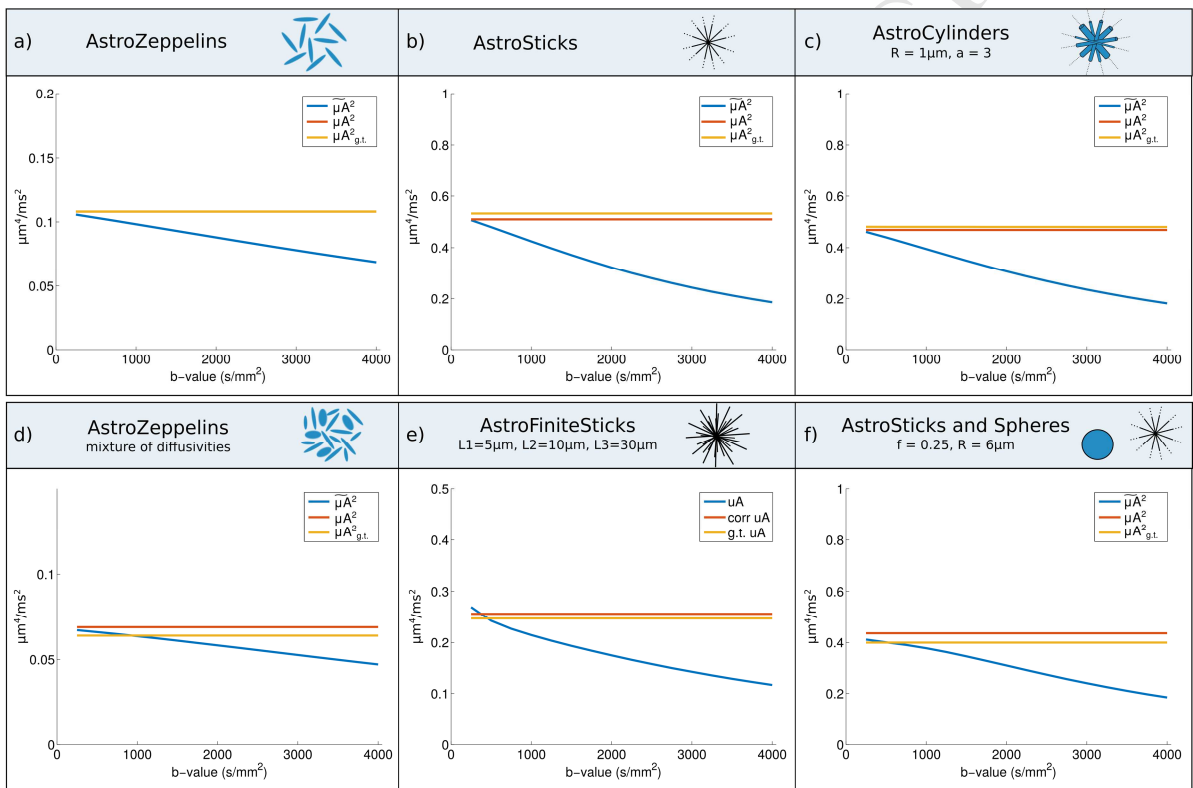 a) AstroZeppelins
μ͠A²
μA²
μA²g.t.
0.2
0.15
0.1
0.05
0
μm⁴/ms²
0 1000 2000 3000 4000
b−value (s/mm²)
b) AstroSticks
μ͠A²
μA²
μA²g.t.
1
0.8
0.6
0.4
0.2
0
μm⁴/ms²
0 1000 2000 3000 4000
b−value (s/mm²)
c) AstroCylinders
R = 1μm, a = 3
μ͠A²
μA²
μA²g.t.
1
0.8
0.6
0.4
0.2
0
μm⁴/ms²
0 1000 2000 3000 4000
b−value (s/mm²)
d) AstroZeppelins
mixture of diffusivities
μ͠A²
μA²
μA²g.t.
0.1
0.05
0
μm⁴/ms²
0 1000 2000 3000 4000
b−value (s/mm²)
e) AstroFiniteSticks
L1=5μm, L2=10μm, L3=30μm
uA
corr uA
g.t. uA
0.5
0.4
0.3
0.2
0.1
0
μm⁴/ms²
0 1000 2000 3000 4000
b−value (s/mm²)
f) AstroSticks and Spheres
f = 0.25, R = 6μm
μ͠A²
μA²
μA²g.t.
1
0.8
0.6
0.4
0.2
0
μm⁴/ms²
0 1000 2000 3000 4000
b−value (s/mm²)